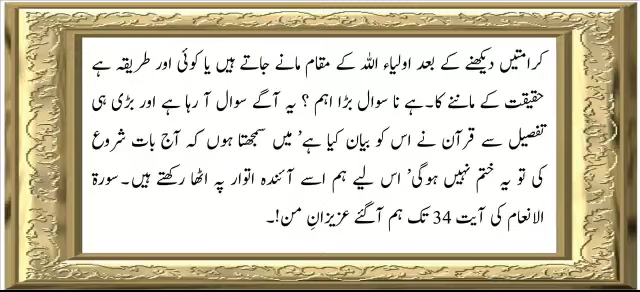 کرامتیں دیکھنے کے بعد اولیاء اللہ کے مقام مانے جاتے ہیں یا کوئی اور طریقہ ہے
حقیقت کے ماننے کا۔ہے نا سوال بڑا اہم ؟ یہ آگے سوال آ رہا ہے اور بڑی ہی
تفصیل سے قرآن نے اس کو بیان کیا ہے’ میں سمجھتا ہوں کہ آج بات شروع
کی تو یہ ختم نہیں ہوگی’ اس لیے ہم اسے آئندہ اتوار پہ اٹھا رکھتے ہیں۔سورۃ
الانعام کی آیت 34 تک ہم آگئے عزیزانِ من!۔